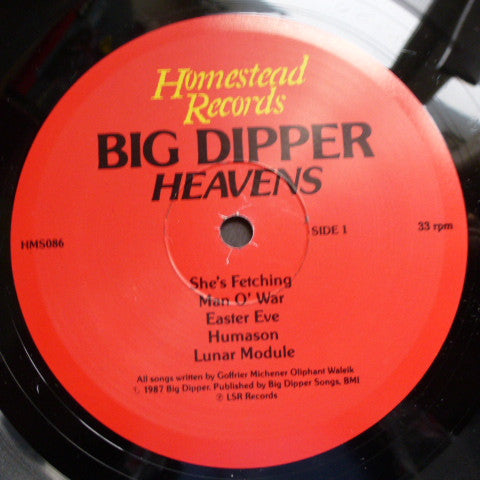 Homestead
Records
BIG DIPPER
HEAVENS
HMS086
SIDE 1
33 rpm
She's Fetching
Man O' War
Easter Eve
Humason
Lunar Module
All songs written by Goffrier Michener Oliphant Waleik
© 1987 Big Dipper, Published by Big Dipper Songs, BMI
℗ LSR Records